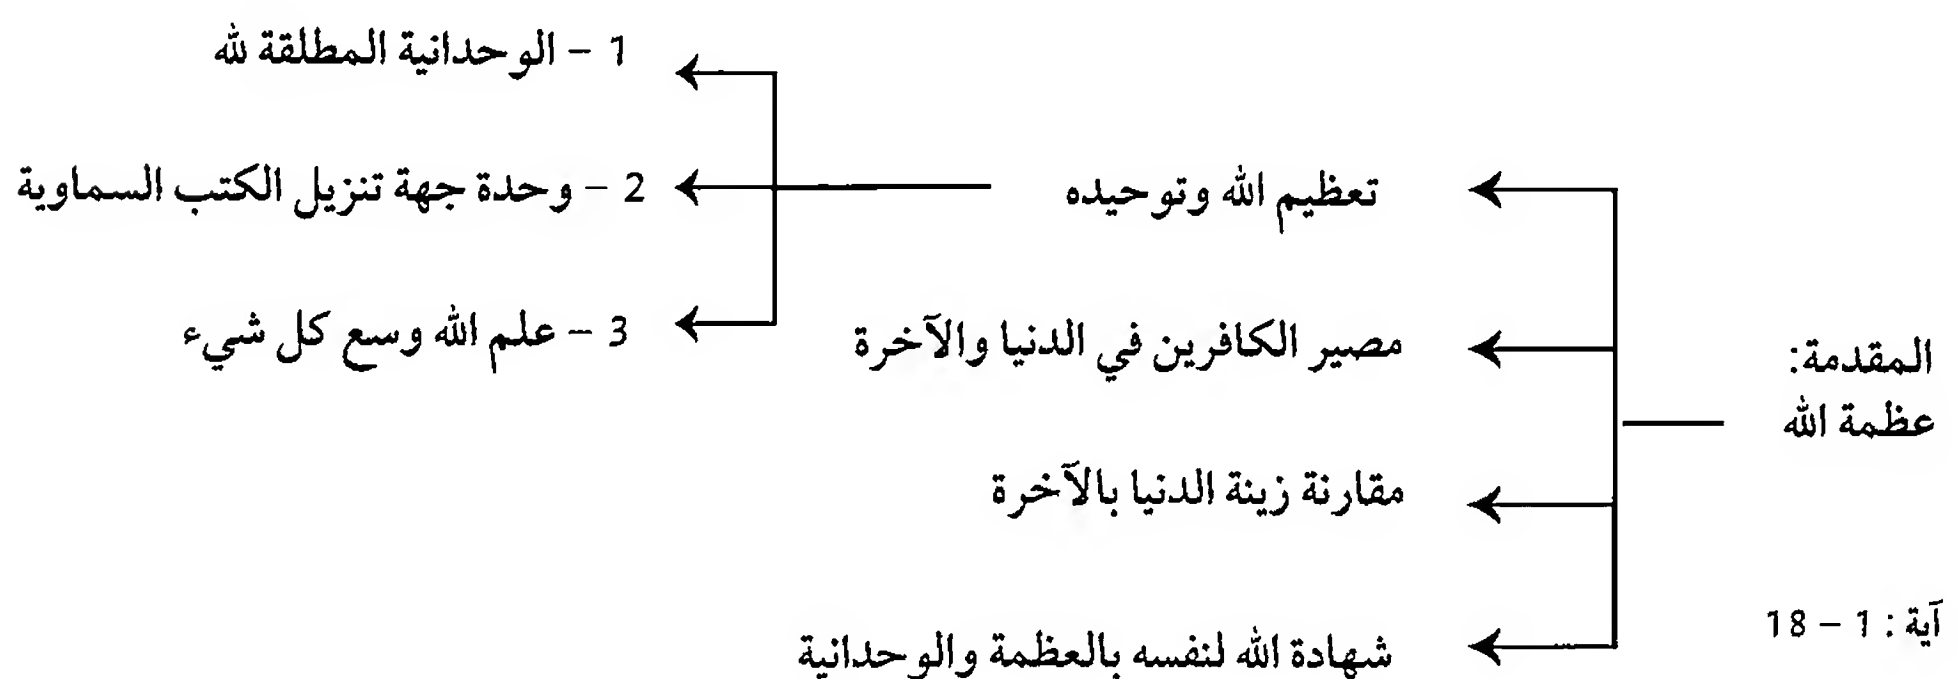 المقدمة:
عظمة الله
آية : 1 – 18
تعظيم الله وتوحيده
مصير الكافرين في الدنيا والآخرة
مقارنة زينة الدنيا بالآخرة
شهادة الله لنفسه بالعظمة والوحدانية
1 – الوحدانية المطلقة لله
2 – وحدة جهة تنزيل الكتب السماوية
3 – علم الله وسع كل شيء